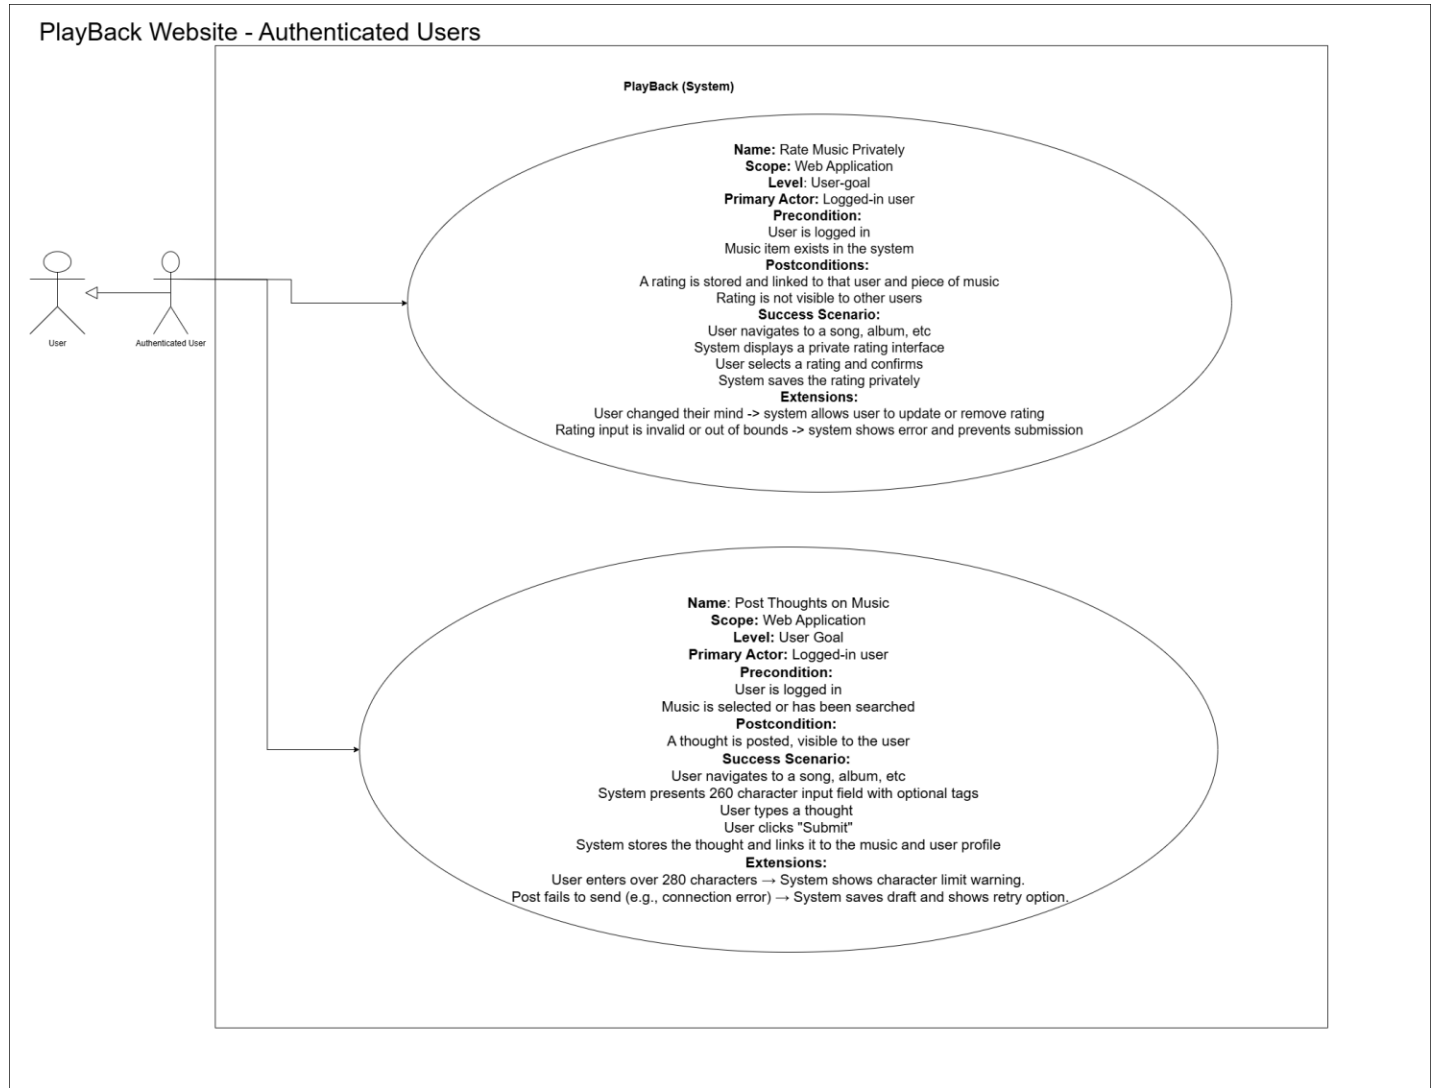 PlayBack Website - Authenticated Users
PlayBack (System)
Name: Rate Music Privately
Scope: Web Application
Level: User-goal
Primary Actor: Logged-in user
Precondition:
User is logged in
Music item exists in the system
Postconditions:
A rating is stored and linked to that user and piece of music
Rating is not visible to other users
Success Scenario:
User navigates to a song, album, etc
System displays a private rating interface
User selects a rating and confirms
System saves the rating privately
Extensions:
User changed their mind -> system allows user to update or remove rating
Rating input is invalid or out of bounds -> system shows error and prevents submission
User
Authenticated User
Name: Post Thoughts on Music
Scope: Web Application
Level: User Goal
Primary Actor: Logged-in user
Precondition:
User is logged in
Music is selected or has been searched
Postcondition:
A thought is posted, visible to the user
Success Scenario:
User navigates to a song, album, etc
System presents 260 character input field with optional tags
User types a thought
User clicks "Submit"
System stores the thought and links it to the music and user profile
Extensions:
User enters over 280 characters → System shows character limit warning.
Post fails to send (e.g., connection error) → System saves draft and shows retry option.